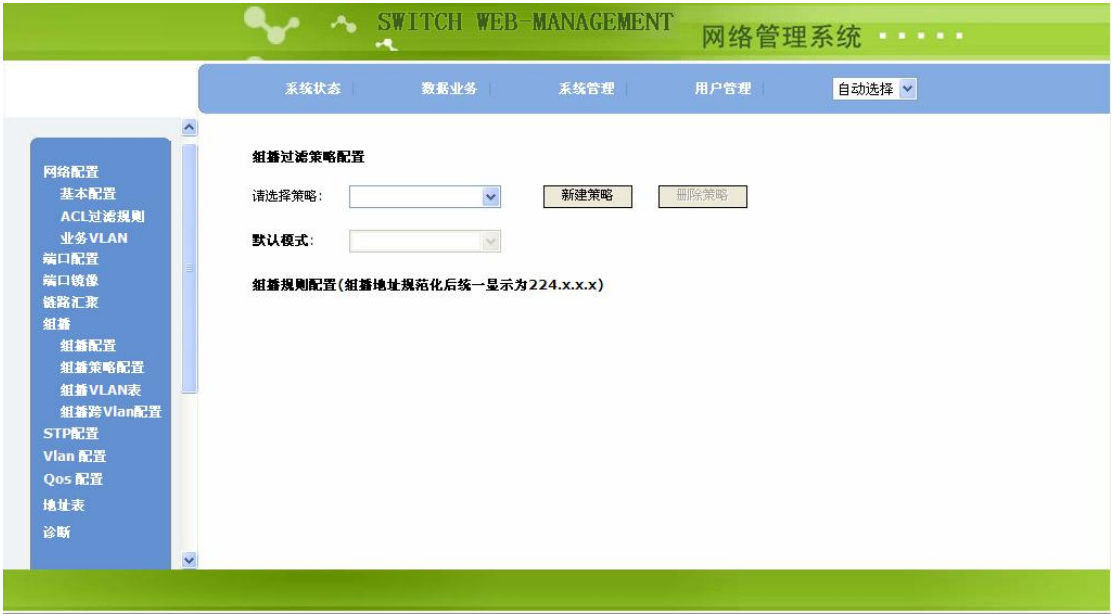 SWITCH WEB-MANAGEMENT 网络管理系统
系统状态 数据业务 系统管理 用户管理 自动选择
组播过滤策略配置
请选择策略: 新建策略 删除策略
默认模式:
组播规则配置(组播地址规范化后统一显示为224.x.x.x)
网络配置
基本配置
ACL过滤规则
业务VLAN
端口配置
端口镜像
链路汇聚
组播
组播配置
组播策略配置
组播VLAN表
组播跨Vlan配置
STP配置
Vlan 配置
Qos 配置
地址表
诊断